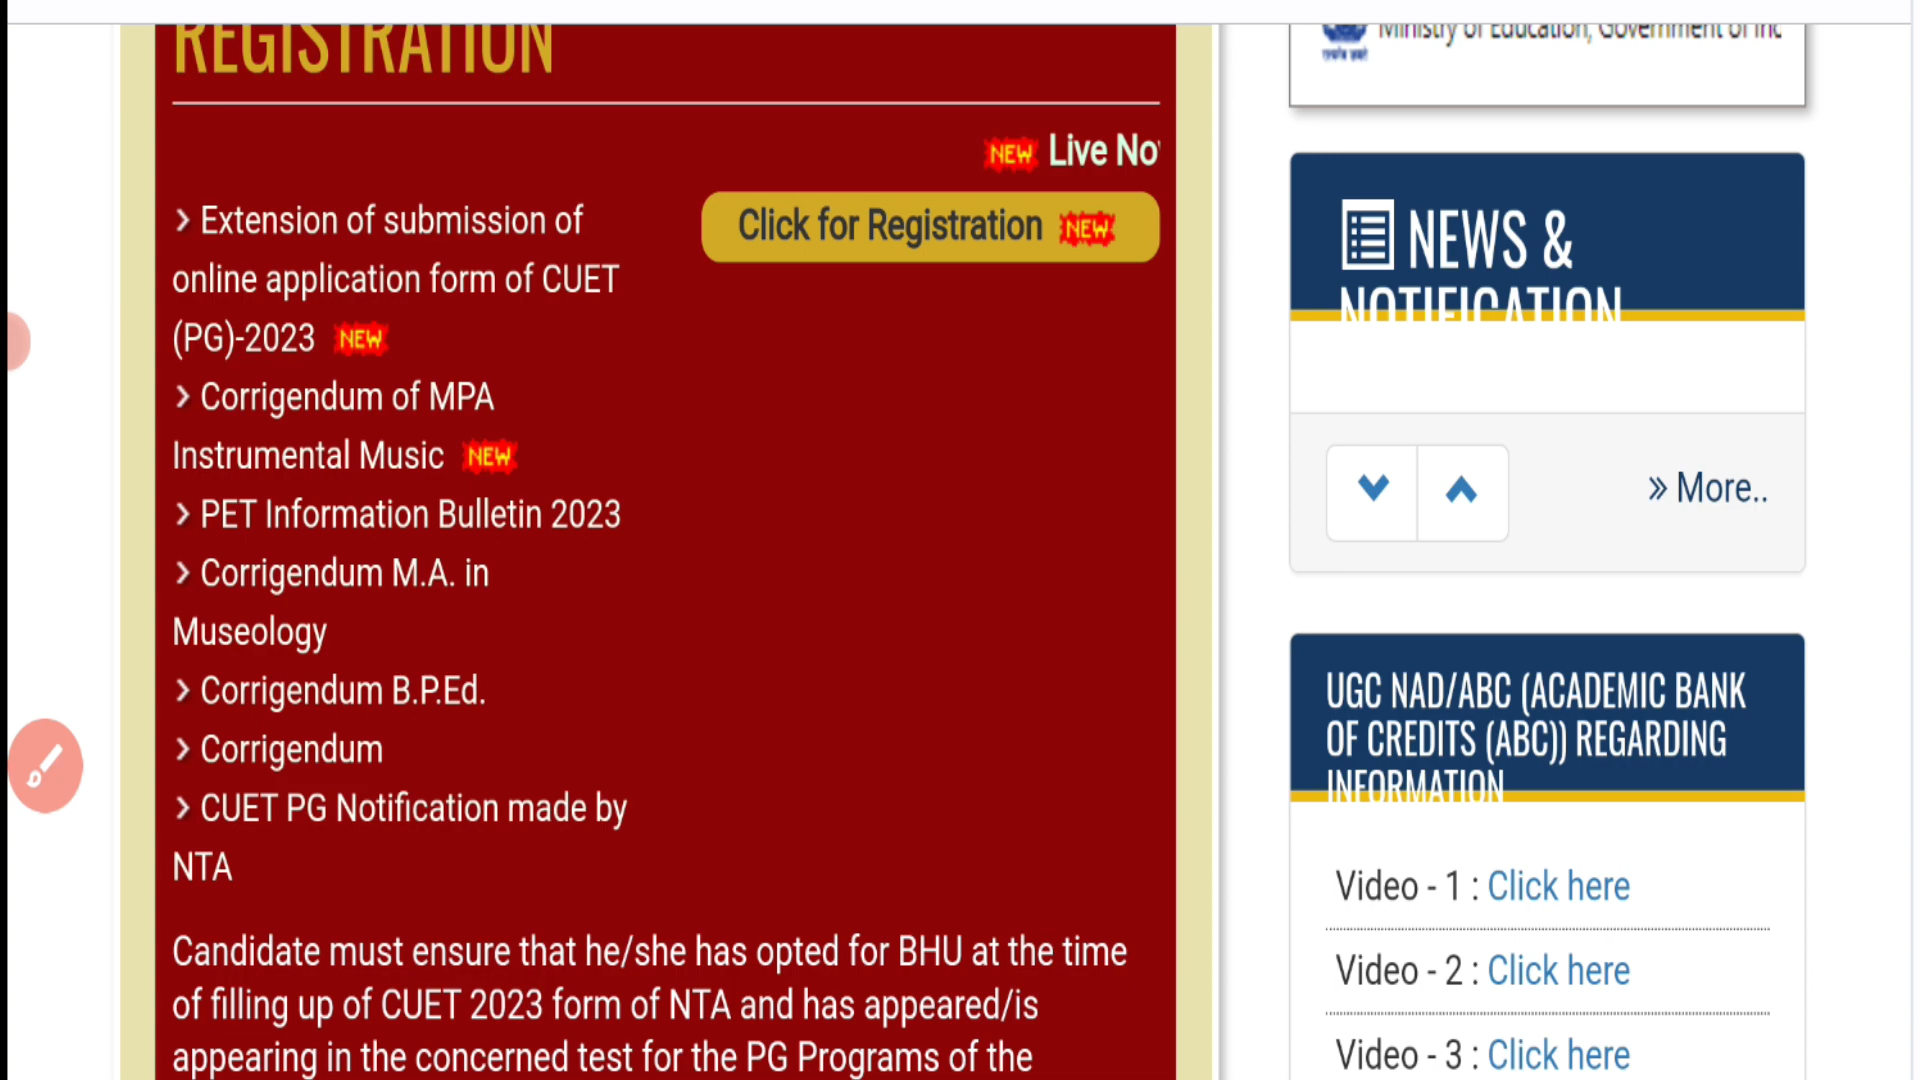 REGISTRATION
NEW Live No
Click for Registration NEW
› Extension of submission of
online application form of CUET
(PG)-2023 NEW
› Corrigendum of MPA
Instrumental Music NEW
› PET Information Bulletin 2023
› Corrigendum M.A. in
Museology
› Corrigendum B.P.Ed.
› Corrigendum
› CUET PG Notification made by
NTA
Candidate must ensure that he/she has opted for BHU at the time
of filling up of CUET 2023 form of NTA and has appeared/is
appearing in the concerned test for the PG Programs of the
Ministry of Education, Government of
NEWS &
NOTIFICATION
» More..
UGC NAD/ABC (ACADEMIC BANK
OF CREDITS (ABC)) REGARDING
INFORMATION
Video - 1 : Click here
Video - 2 : Click here
Video - 3 : Click here